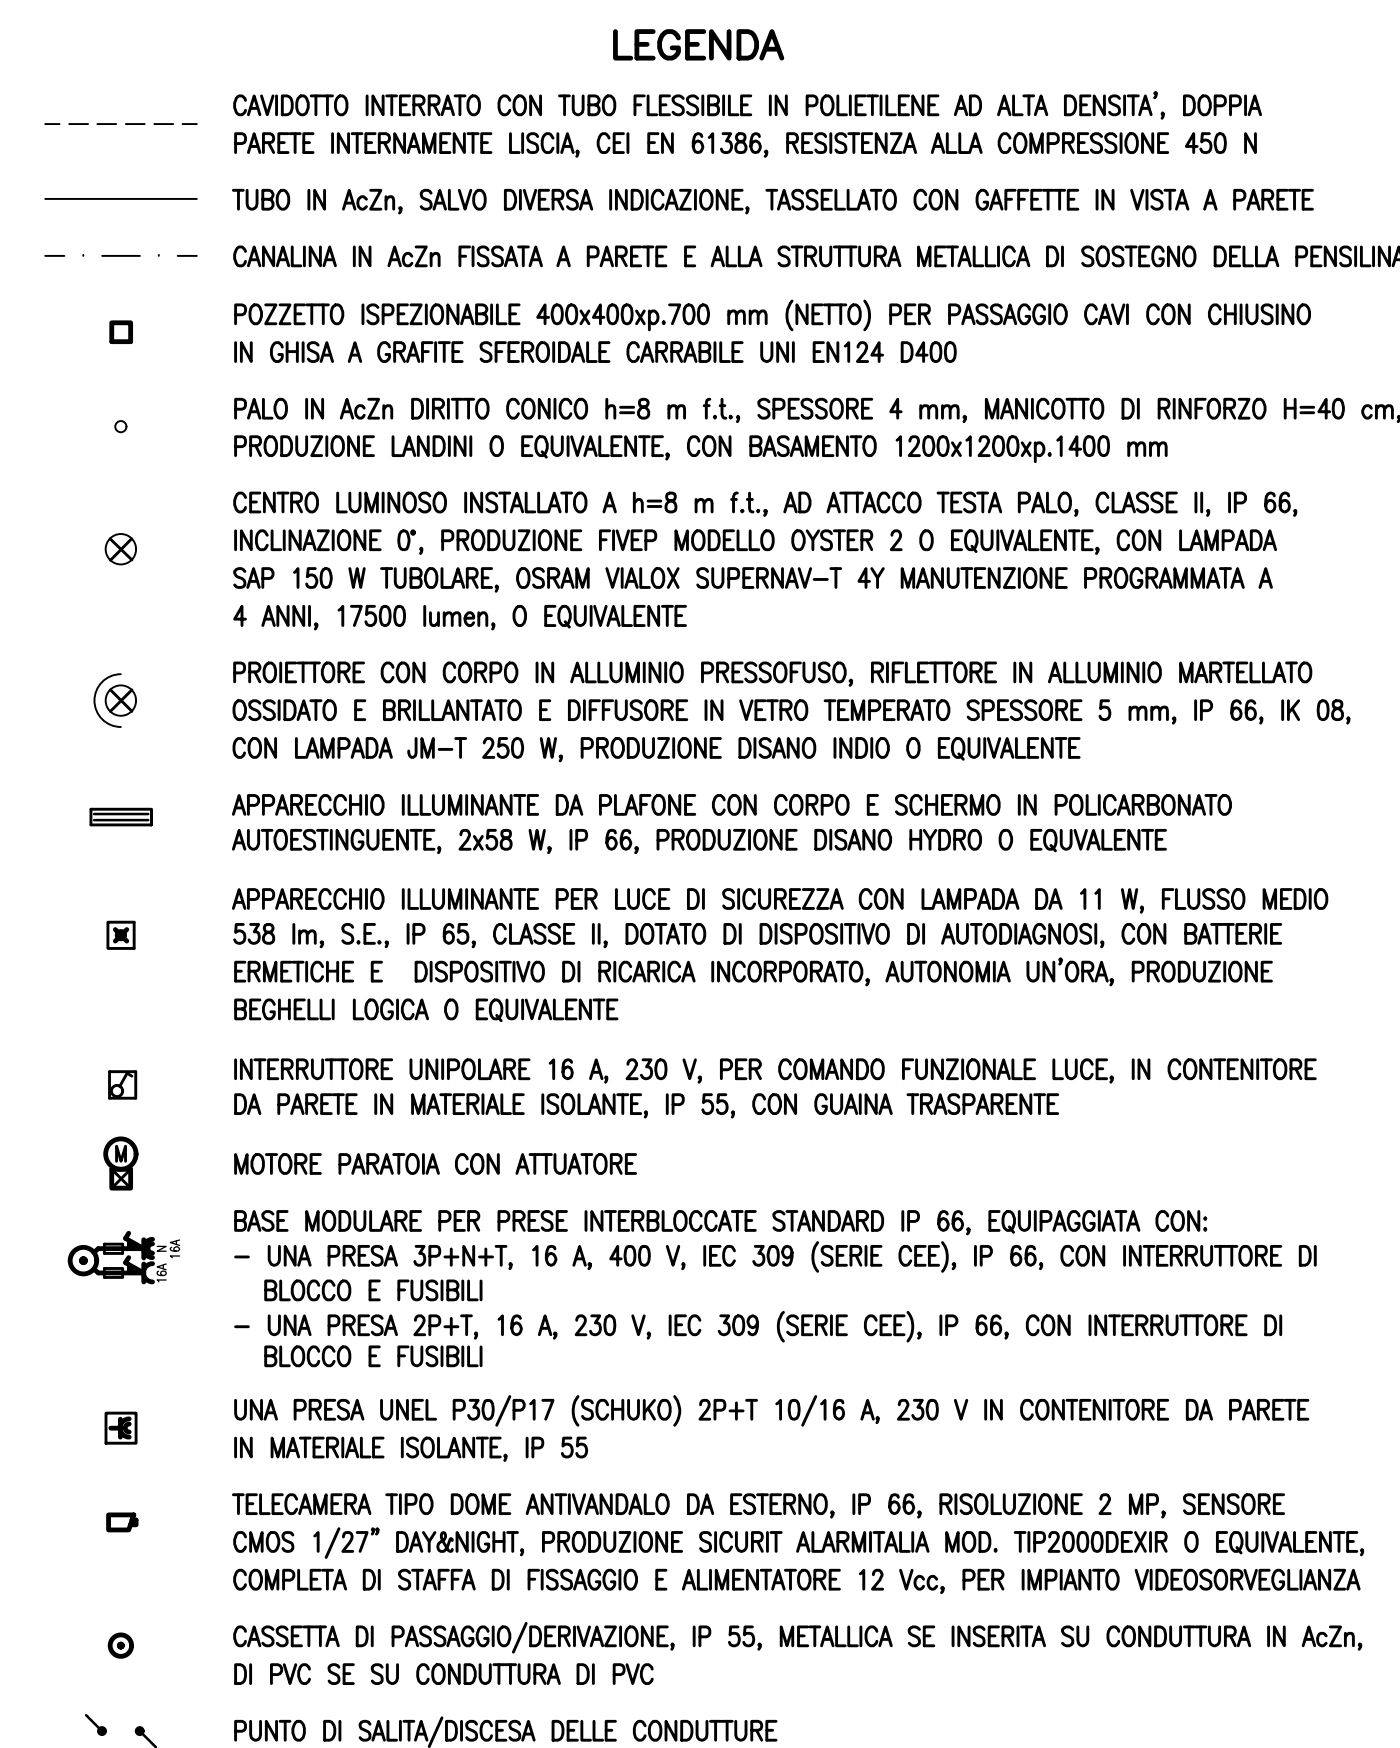 LEGENDA
CAVIDOTTO INTERRATO CON TUBO FLESSIBILE IN POLIETILENE AD ALTA DENSITA', DOPPIA
PARETE INTERNAMENTE LISCIA, CEI EN 61386, RESISTENZA ALLA COMPRESSIONE 450 N
TUBO IN AcZn, SALVO DIVERSA INDICAZIONE, TASSELLATO CON GAFFETTE IN VISTA A PARETE
CANALINA IN AcZn FISSATA A PARETE E ALLA STRUTTURA METALLICA DI SOSTEGNO DELLA PENSILINA
POZZETTO ISPEZIONABILE 400x400xp.700 mm (NETTO) PER PASSAGGIO CAVI CON CHIUSINO
IN GHISA A GRAFITE SFEROIDALE CARRABILE UNI EN124 D400
PALO IN AcZn DIRITTO CONICO h=8 m f.t., SPESSORE 4 mm, MANICOTTO DI RINFORZO H=40 cm,
PRODUZIONE LANDINI O EQUIVALENTE, CON BASAMENTO 1200x1200xp.1400 mm
CENTRO LUMINOSO INSTALLATO A h=8 m f.t., AD ATTACCO TESTA PALO, CLASSE II, IP 66,
INCLINAZIONE 0°, PRODUZIONE FIVEP MODELLO OYSTER 2 O EQUIVALENTE, CON LAMPADA
SAP 150 W TUBOLARE, OSRAM VIALOX SUPERNAV-T 4Y MANUTENZIONE PROGRAMMATA A
4 ANNI, 17500 lumen, O EQUIVALENTE
PROIETTORE CON CORPO IN ALLUMINIO PRESSOFUSO, RIFLETTORE IN ALLUMINIO MARTELLATO
OSSIDATO E BRILLANTATO E DIFFUSORE IN VETRO TEMPERATO SPESSORE 5 mm, IP 66, IK 08,
CON LAMPADA JM-T 250 W, PRODUZIONE DISANO INDIO O EQUIVALENTE
APPARECCHIO ILLUMINANTE DA PLAFONE CON CORPO E SCHERMO IN POLICARBONATO
AUTOESTINGUENTE, 2x58 W, IP 66, PRODUZIONE DISANO HYDRO O EQUVALENTE
APPARECCHIO ILLUMINANTE PER LUCE DI SICUREZZA CON LAMPADA DA 11 W, FLUSSO MEDIO
538 lm, S.E., IP 65, CLASSE II, DOTATO DI DISPOSITIVO DI AUTODIAGNOSI, CON BATTERIE
ERMETICHE E DISPOSITIVO DI RICARICA INCORPORATO, AUTONOMIA UN'ORA, PRODUZIONE
BEGHELLI LOGICA O EQUIVALENTE
INTERRUTTORE UNIPOLARE 16 A, 230 V, PER COMANDO FUNZIONALE LUCE, IN CONTENITORE
DA PARETE IN MATERIALE ISOLANTE, IP 55, CON GUAINA TRASPARENTE
M
MOTORE PARATOIA CON ATTUATORE
16A N
16A
BASE MODULARE PER PRESE INTERBLOCCATE STANDARD IP 66, EQUIPAGGIATA CON:
- UNA PRESA 3P+N+T, 16 A, 400 V, IEC 309 (SERIE CEE), IP 66, CON INTERRUTTORE DI
BLOCCO E FUSIBILI
- UNA PRESA 2P+T, 16 A, 230 V, IEC 309 (SERIE CEE), IP 66, CON INTERRUTTORE DI
BLOCCO E FUSIBILI
UNA PRESA UNEL P30/P17 (SCHUKO) 2P+T 10/16 A, 230 V IN CONTENITORE DA PARETE
IN MATERIALE ISOLANTE, IP 55
TELECAMERA TIPO DOME ANTIVANDALO DA ESTERNO, IP 66, RISOLUZIONE 2 MP, SENSORE
CMOS 1/27" DAY&NIGHT, PRODUZIONE SICURIT ALARMITALIA MOD. TIP2000DEXIR O EQUIVALENTE,
COMPLETA DI STAFFA DI FISSAGGIO E ALIMENTATORE 12 Vcc, PER IMPIANTO VIDEOSORVEGLIANZA
CASSETTA DI PASSAGGIO/DERIVAZIONE, IP 55, METALLICA SE INSERITA SU CONDUTTURA IN AcZn,
DI PVC SE SU CONDUTTURA DI PVC
PUNTO DI SALITA/DISCESA DELLE CONDUTTURE